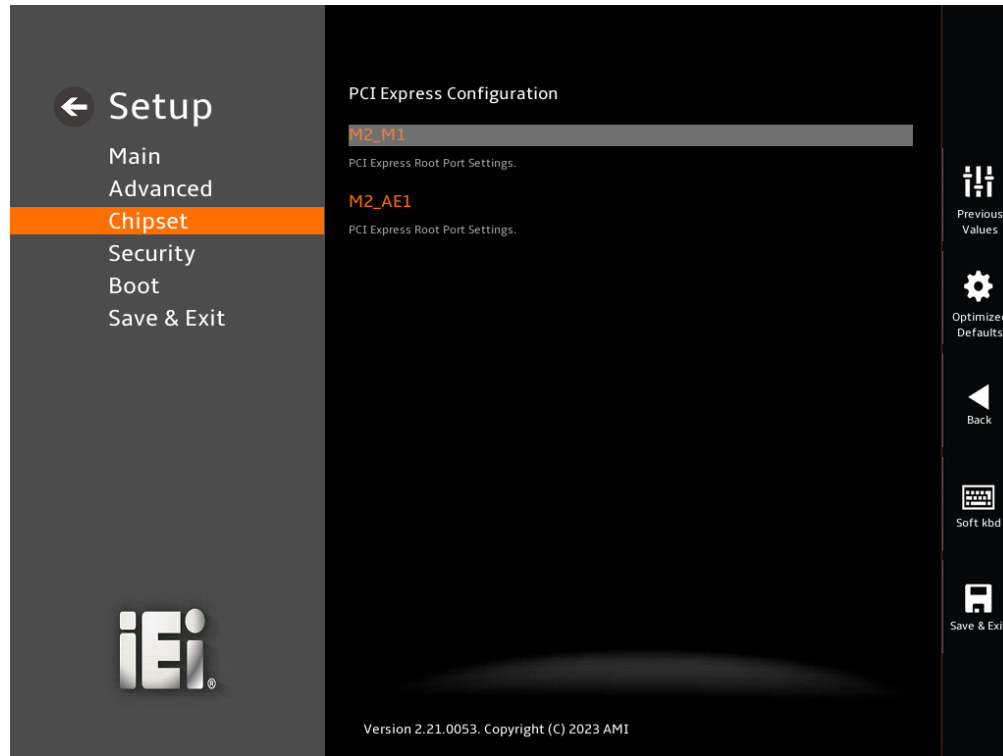 Setup
Main
Advanced
Chipset
Security
Boot
Save & Exit
iEi®
PCI Express Configuration
M2_M1
PCI Express Root Port Settings.
M2_AE1
PCI Express Root Port Settings.
Version 2.21.0053. Copyright (C) 2023 AMI
Previous
Values
Optimized
Defaults
Back
Soft kbd
Save & Exi